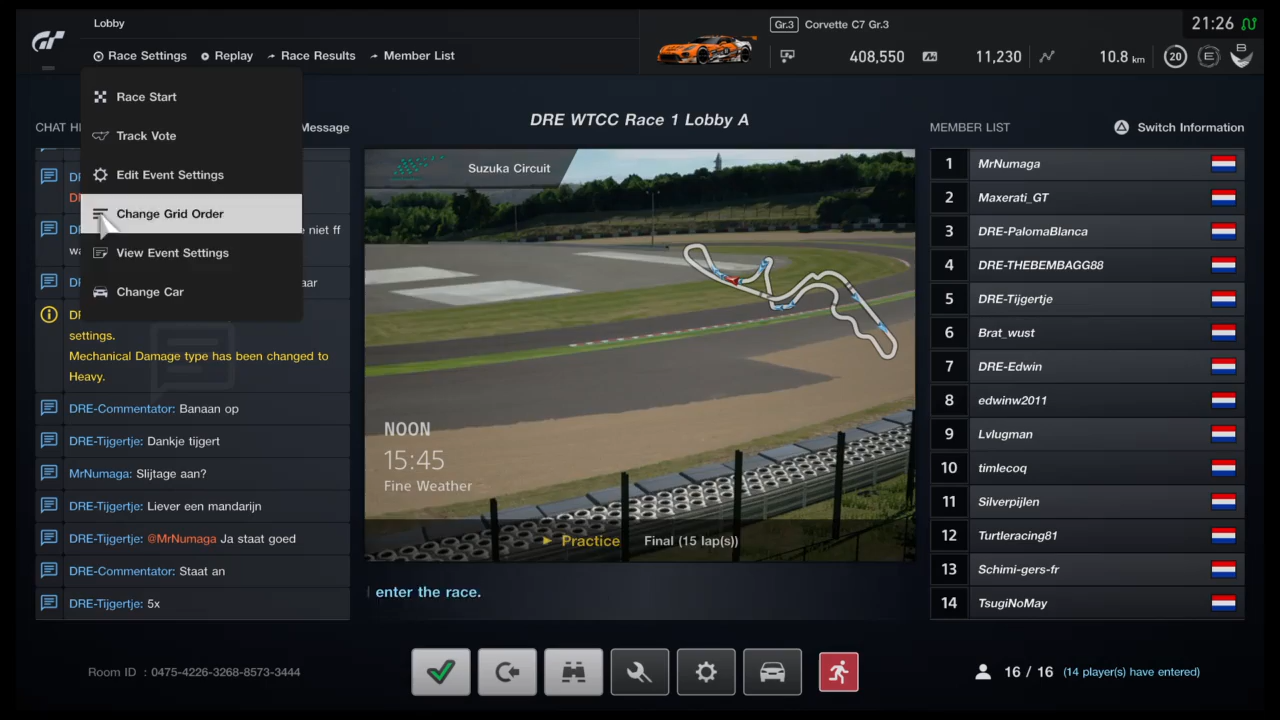 Lobby
Gr.3 Corvette C7 Gr.3
21:26
Race Settings Replay Race Results Member List
408,550 11,230 10.8 km 20 E B
Race Start
Track Vote
Edit Event Settings
Change Grid Order
View Event Settings
Change Car
CHAT HI
Message
DR
D
DR
e niet ff
wa
DR
aar
DR
settings.
Mechanical Damage type has been changed to
Heavy.
DRE-Commentator: Banaan op
DRE-Tijgertje: Dankje tijgert
MrNumaga: Slijtage aan?
DRE-Tijgertje: Liever een mandarijn
DRE-Tijgertje: @MrNumaga Ja staat goed
DRE-Commentator: Staat an
DRE-Tijgertje: 5x
DRE WTCC Race 1 Lobby A
Suzuka Circuit
NOON
15:45
Fine Weather
Practice Final (15 lap(s))
enter the race.
MEMBER LIST Switch Information
1 MrNumaga
2 Maxerati_GT
3 DRE-PalomaBlanca
4 DRE-THEBEMBAGG88
5 DRE-Tijgertje
6 Brat_wust
7 DRE-Edwin
8 edwinw2011
9 Lvlugman
10 timlecoq
11 Silverpijlen
12 Turtleracing81
13 Schimi-gers-fr
14 TsugiNoMay
Room ID : 0475-4226-3268-8573-3444
16 / 16 (14 player(s) have entered)